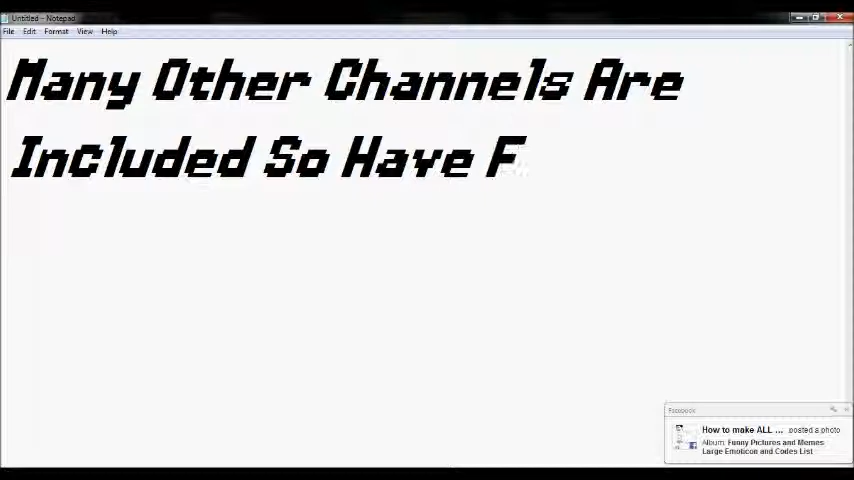 Untitled - Notepad
File Edit Format View Help
Many Other Channels Are
Included So Have F
Facebook
How to make ALL ... posted a photo
Album: Funny Pictures and Memes
Large Emoticon and Codes List